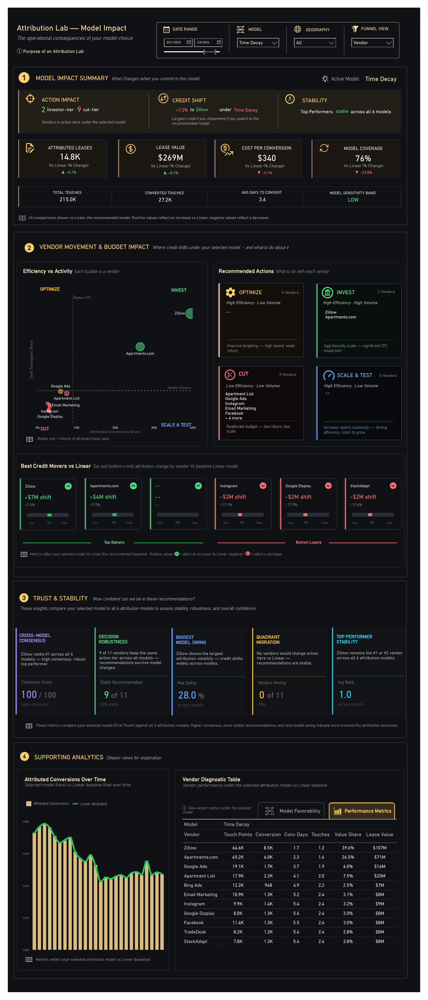 Attribution Lab — Model Impact
The operational consequences of your model choice
ⓘ Purpose of an Attribution Lab
DATE RANGE
8/21/2025
2/6/2026
MODEL
Time Decay
GEOGRAPHY
All
FUNNEL VIEW
Vendor
1 MODEL IMPACT SUMMARY What Changes when you commit to this model
Active Model: Time Decay
ACTION IMPACT
2 investor-tier · 9 cut-tier
Vendors in action tiers under the selected model
CREDIT SHIFT
+7.3% to Zillow under Time Decay
Largest credit if you movement if you switch to the
recommended model
STABILITY
Top Performers stable across all 6 models
ATTRIBUTED LEASES
14.8K
Vs Linear (% Change)
▲ +0.1%
LEASE VALUE
$269M
Vs Linear (% Change)
▲ +0.1%
COST PER CONVERSION
$340
Vs Linear (% Change)
▼ -0.1%
MODEL COVERAGE
76%
Vs Linear (% Change)
▼ -23.8%
TOTAL TOUCHES
215.0K
CONVERTED TOUCHES
27.2K
AVG DAYS TO CONVERT
3.6
MODEL SENSITIVITY BAND
LOW
All comparisons shown vs Linear, the recommended model. Positive values reflect an increase vs Linear; negative values reflect a decrease.
2 VENDOR MOVEMENT & BUDGET IMPACT Where credit shifts under your selected model - and what to do about it
Efficiency vs Activity Each bubble is a vendor
OPTIMIZE
INVEST
Median CPL
Zillow
Apartments.com
Total Touchpoint Share
Google Ads
Median Volume
Apartment List
Email Marketing
Instagram
Google Display
SCALE & TEST
0%
CUT
10%
20%
30%
40%
Attributed Conversions Share
Bubble size = Volume of attributed lease value
Recommended Actions What to do with each vendor
OPTIMIZE 0 Vendors
High Efficiency · Low Volume
--
Improve targeting — high spend, weak
return
INVEST 2 Vendors
High Efficiency · High Volume
Zillow
Apartments.com
Aggressively scale — significant CPL
headroom
CUT 9 Vendors
Low Efficiency · Low Volume
Apartment List
Google Ads
Instagram
Email Marketing
Facebook
+ 4 more
Reallocate budget — low return, low
scale
SCALE & TEST 0 Vendors
High Efficiency · Low Volume
--
Increase spend cautiously — strong
efficiency, room to grow
Best Credit Movers vs Linear Top and bottom credit attribution change by vendor Vs baseline Linear model
Zillow
+$7M shift
+7.3%
min 0% max
Apartments.com
+$4M shift
+5.3%
min 0% max
--
--
--
min 0% max
Instagram
-$2M shift
-17.1%
min 0% max
Google Display
-$2M shift
-17.7%
min 0% max
StackAdapt
-$2M shift
-17.6%
min 0% max
Top Gainers
Bottom Losers
Metrics reflect your selected model Vs Linear (the recommended baseline). Positive values ( ) reflect an increase Vs Linear.; negative( ( ) reflect a decrease.
3 TRUST & STABILITY Wow confident can we be in these recommendations?
These insights compare your selected model to all 6 attribution models to assess stability, robustness, and overall confidence.
CROSS-MODEL
CONSENSUS
Zillow ranks #1 across all 6
models — high consensus, robust
top performer.
Consensus Score
100 / 100
high consensus
DECISION
ROBUSTNESS
9 of 11 vendors keep the same
action tier across all models —
recommendations survive model
changes.
Stable Recommendation
9 of 11
82% stable
BIGGEST
MODEL SWING
Zillow shows the largest
attribution volatility — credit shifts
widely across models.
Max Swing
28.0 %
across models
QUADRANT
MIGRATION
No vendors would change action
tiers vs Linear —
recommendations are stable.
Vendors Moving
0 of 11
(0%)
TOP PERFORMER
STABILITY
Zillow remains the #1 or #2 vendor
across all 6 attribution models.
Avg Rank
1.0
across models
These metrics compare your selected model (First Touch) against all 6 attribution models. Higher consensus, more stable recommendations, and less model swing indicate more trustworthy attribution decisions.
4 SUPPORTING ANALYTICS Deeper views for exploration
Attributed Conversions Over Time
Selected model (bars) vs Linear baseline (line) over time
Attributed Conversions
Linear Attributied
0.8K
0.6K
0.4K
0.2K
0.0K
Metrics reflect your selected attribution model vs Linear (baseline).
Vendor Diagnostic Table
Vendor performance under the selected attribution model vs Linear baseline
ⓘ Raw vendor metrics under the selected
model
Model Favorability
Performance Metrics
Model Time Decay
Vendor Touch Points Conversion Conv Days Touches Value Share Lease Value
Zillow 64.6K 8.5K 1.7 1.2 39.6% $107M
Apartments.com 45.2K 6.0K 2.3 1.4 26.5% $71M
Google Ads 19.1K 1.7K 3.7 1.9 6.0% $16M
Apartment List 17.9K 2.2K 4.1 2.0 7.5% $20M
Bing Ads 12.2K 948 4.9 2.2 2.5% $7M
Email Marketing 10.9K 1.3K 5.2 2.4 3.1% $8M
Instagram 9.9K 1.4K 5.4 2.4 3.2% $9M
Google Display 8.0K 1.3K 5.4 2.4 3.0% $8M
Facebook 11.4K 1.3K 5.5 2.4 3.0% $8M
TradeDesk 8.2K 1.2K 5.4 2.4 2.8% $8M
StackAdapt 7.8K 1.3K 5.4 2.4 2.8% $8M